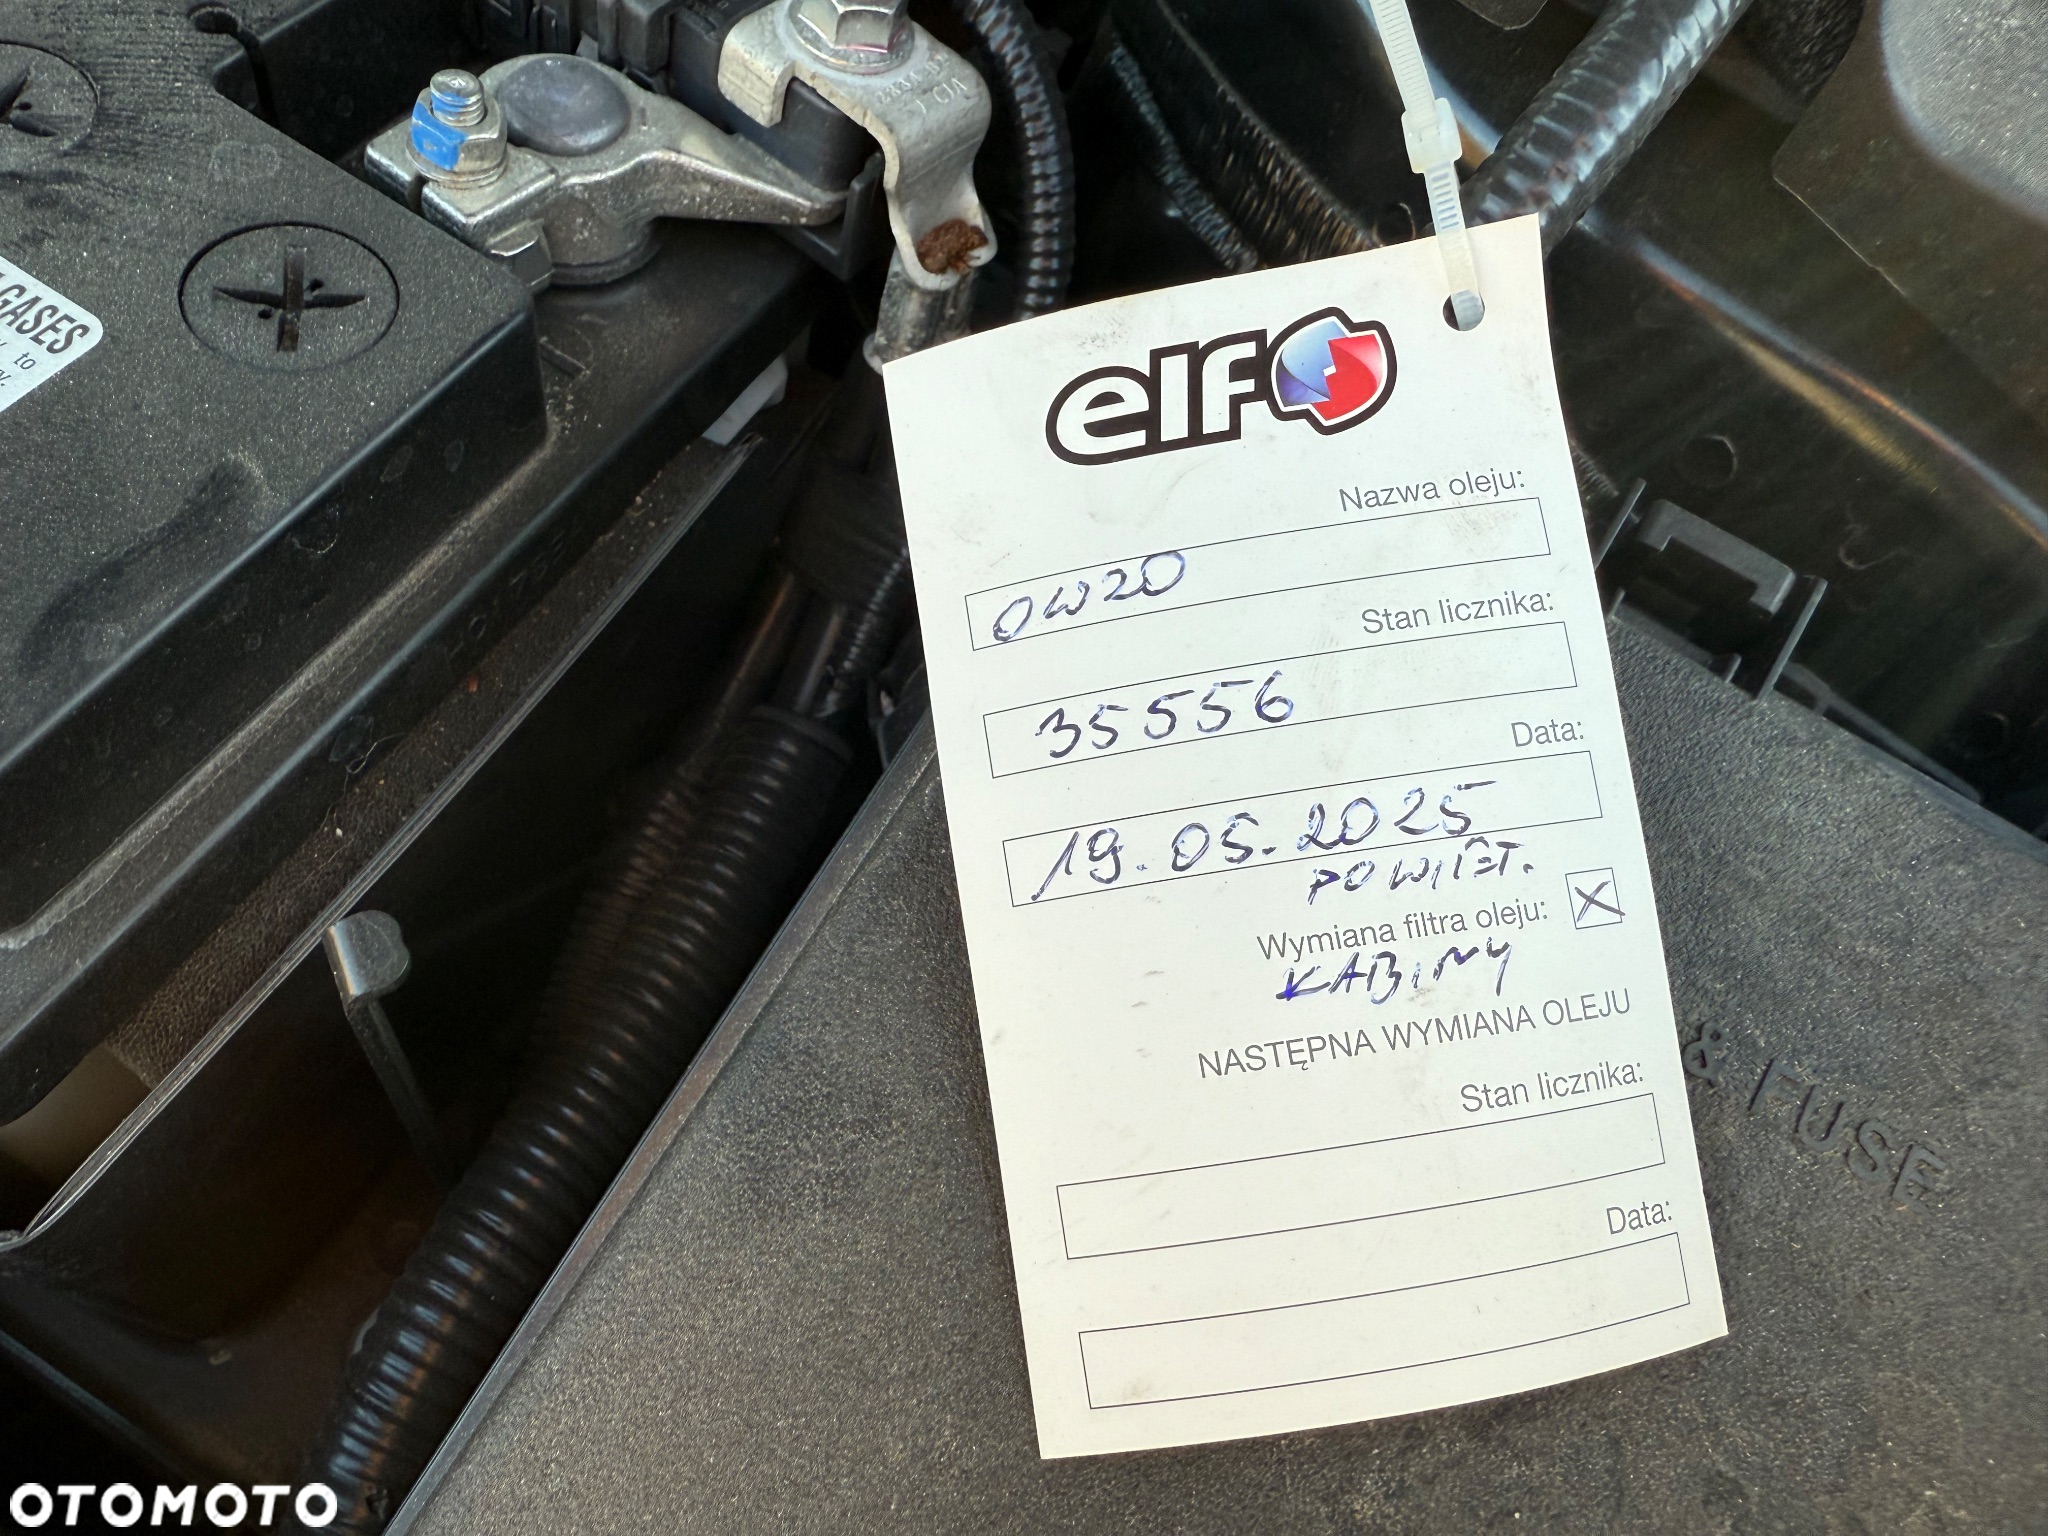 GASES
to
elf
Nazwa oleju:
0W20
Stan licznika:
35556
Data:
19.05.2025
POWIET.
Wymiana filtra oleju: X
KABINY
NASTĘPNA WYMIANA OLEJU
Stan licznika:
Data:
& FUSE
OTOMOTO